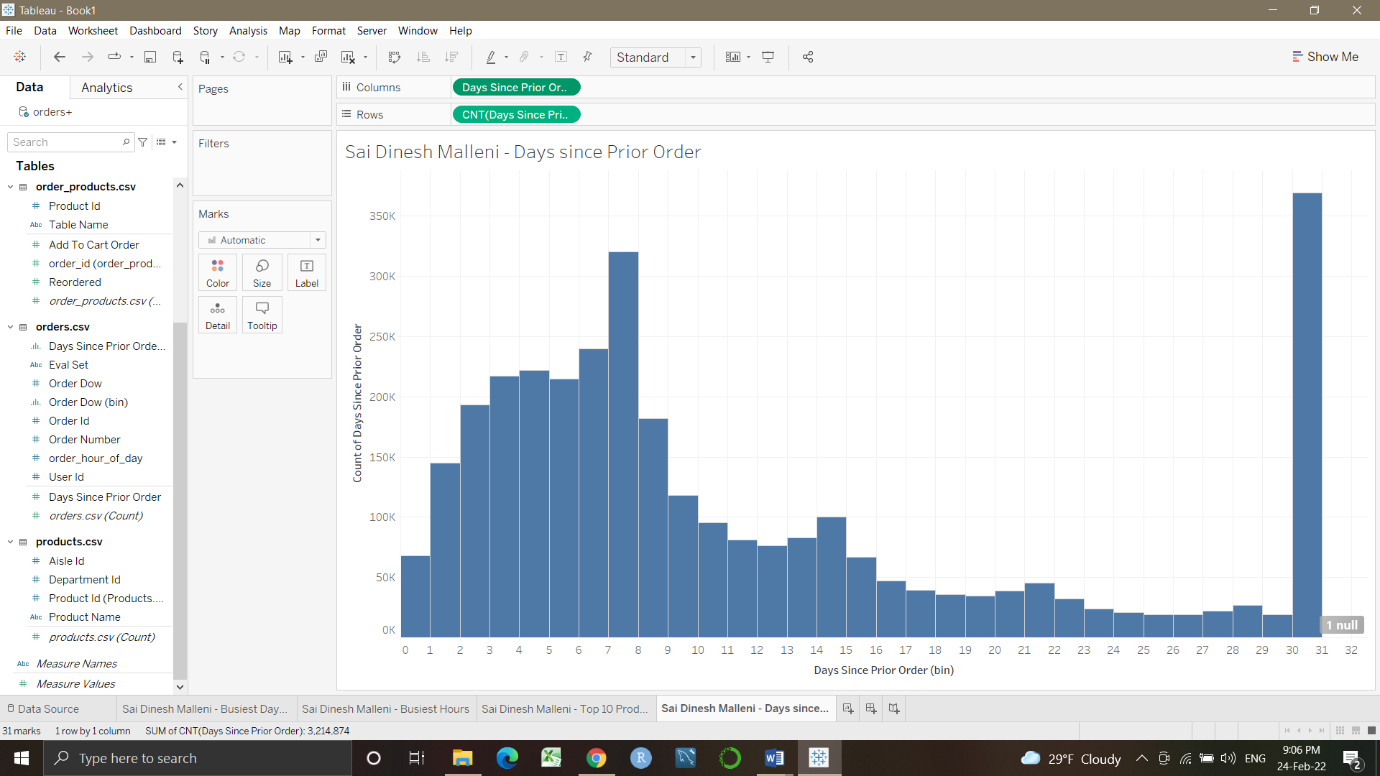 Tableau - Book1
File Data Worksheet Dashboard Story Analysis Map Format Server Window Help
Standard
Show Me
Data
Analytics
orders+
Search
Tables
order_products.csv
Product Id
Abc Table Name
Add To Cart Order
order_id (order_prod...
Reordered
order_products.csv (...
orders.csv
Days Since Prior Orde...
Abc Eval Set
Order Dow
Order Dow (bin)
Order Id
Order Number
order_hour_of_day
User Id
Days Since Prior Order
orders.csv (Count)
products.csv
Aisle Id
Department Id
Product Id (Products....
Abc Product Name
products.csv (Count)
Abc Measure Names
Measure Values
Pages
Filters
Marks
Automatic
Color Size Label
Detail Tooltip
Columns Days Since Prior Or..
Rows CNT(Days Since Pri..
Sai Dinesh Malleni - Days since Prior Order
Count of Days Since Prior Order
350K
300K
250K
200K
150K
100K
50K
0K
1 null
0 1 2 3 4 5 6 7 8 9 10 11 12 13 14 15 16 17 18 19 20 21 22 23 24 25 26 27 28 29 30 31 32
Days Since Prior Order (bin)
Data Source
Sai Dinesh Malleni - Busiest Day...
Sai Dinesh Malleni - Busiest Hours
Sai Dinesh Malleni - Top 10 Prod...
Sai Dinesh Malleni - Days since...
31 marks 1 row by 1 column SUM of CNT(Days Since Prior Order): 3,214,874
Type here to search
R
W
29°F Cloudy
ENG
9:06 PM
24-Feb-22
2